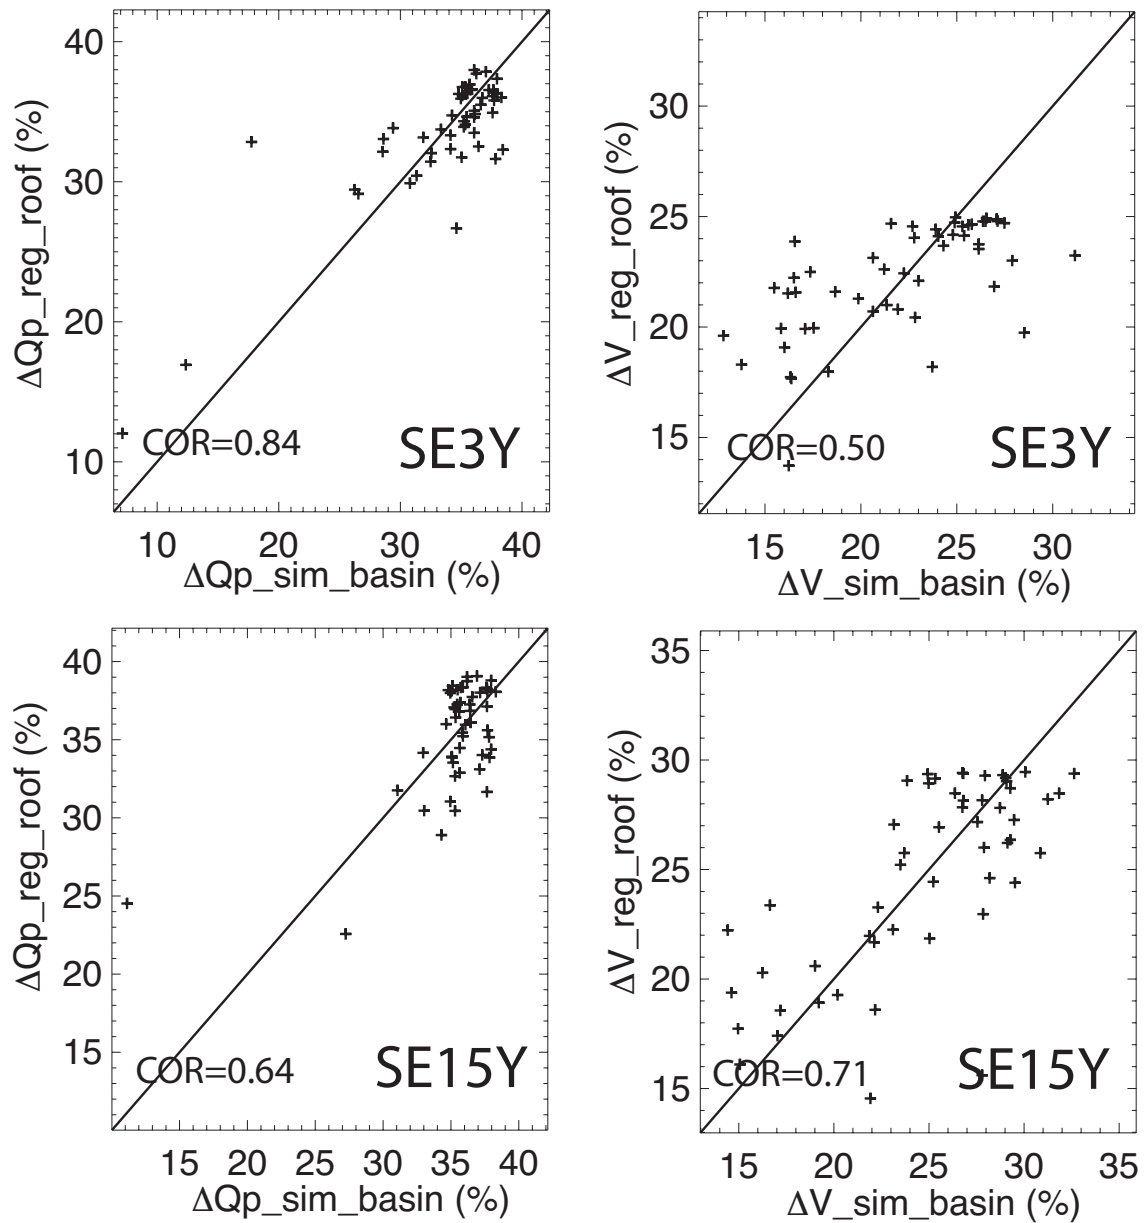 40
30
20
10
ΔQp_reg_roof (%)
COR=0.84
SE3Y
10 20 30 40
ΔQp_sim_basin (%)
30
25
20
15
ΔV_reg_roof (%)
COR=0.50
SE3Y
15 20 25 30
ΔV_sim_basin (%)
40
35
30
25
20
15
ΔQp_reg_roof (%)
COR=0.64
SE15Y
15 20 25 30 35 40
ΔQp_sim_basin (%)
35
30
25
20
15
ΔV_reg_roof (%)
COR=0.71
SE15Y
15 20 25 30 35
ΔV_sim_basin (%)